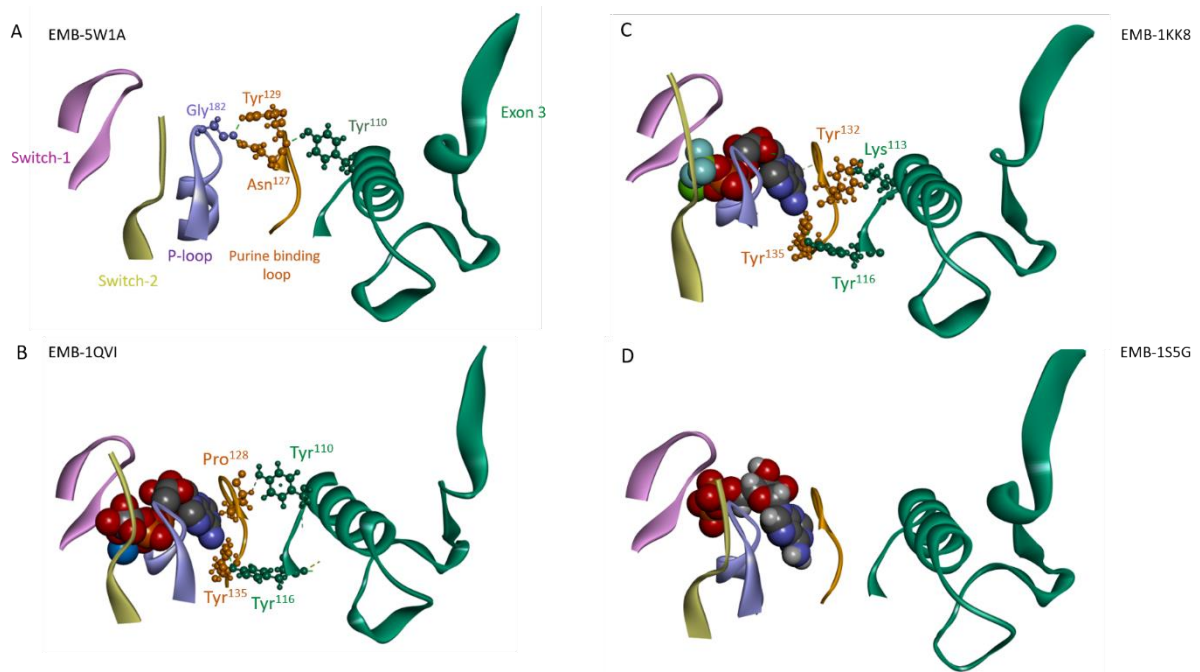 A
EMB-5W1A
Switch-1
Gly182
Tyr129
Tyr110
Exon 3
Asn127
P-loop
Purine binding
loop
Switch-2
B
EMB-1QVI
Pro128
Tyr110
Tyr135
Tyr116
C
EMB-1KK8
Tyr132
Lys113
Tyr135
Tyr116
D
EMB-1S5G